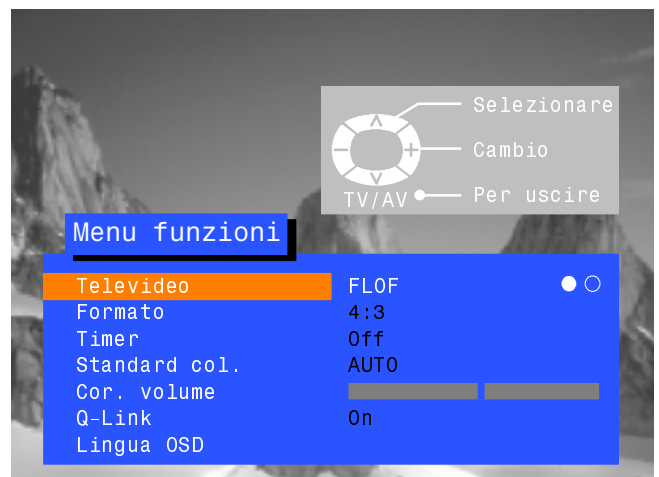 Selezionare
Cambio
TV/AV Per uscire
Menu funzioni
Televideo FLOF
Formato 4:3
Timer Off
Standard col. AUTO
Cor. volume
Q-Link On
Lingua OSD